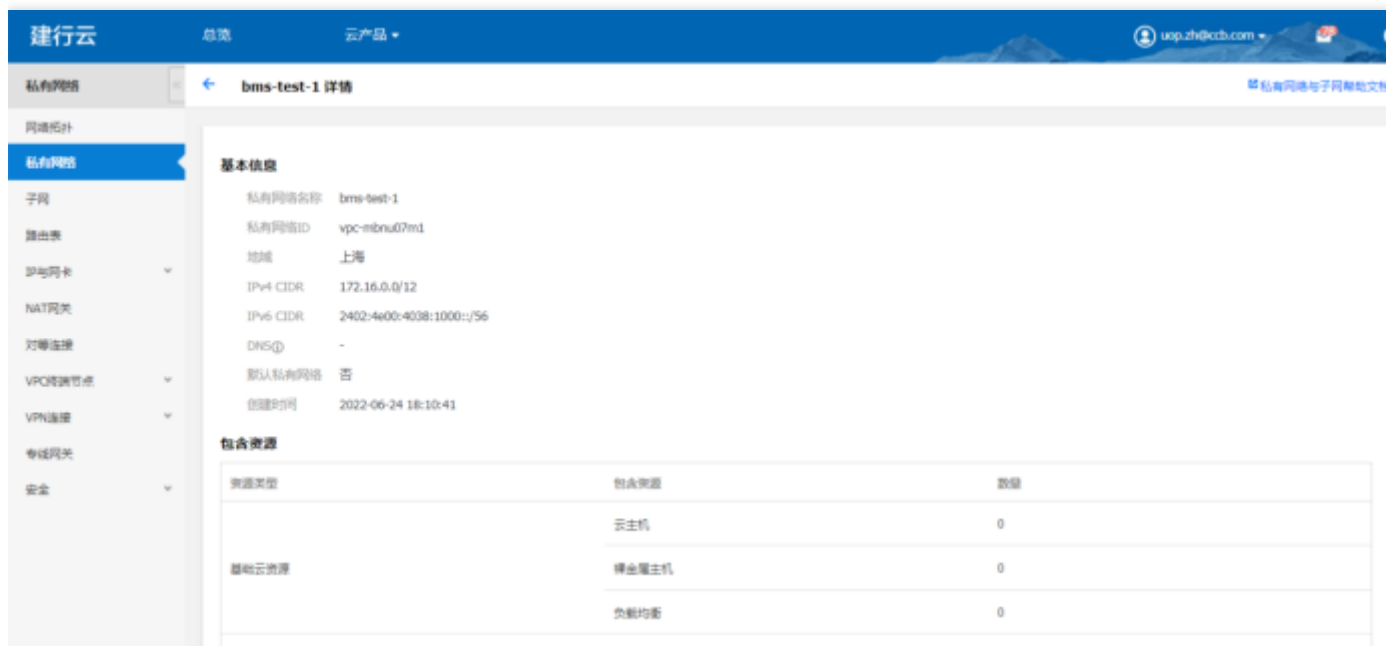 建行云 总览 云产品 uop.zh@ccb.com
私有网络 bms-test-1 详情 私有网络与子网帮助文档
网络拓扑
私有网络
子网
路由表
IP与网卡
NAT网关
对等连接
VPC终端节点
VPN连接
专线网关
安全
基本信息
私有网络名称 bms-test-1
私有网络ID vpc-mbnu07m1
地域 上海
IPv4 CIDR 172.16.0.0/12
IPv6 CIDR 2402:4e00:4038:1000::/56
DNS -
默认私有网络 否
创建时间 2022-06-24 18:10:41
包含资源
资源类型 包含资源 数量
云主机 0
基础云资源 裸金属主机 0
负载均衡 0